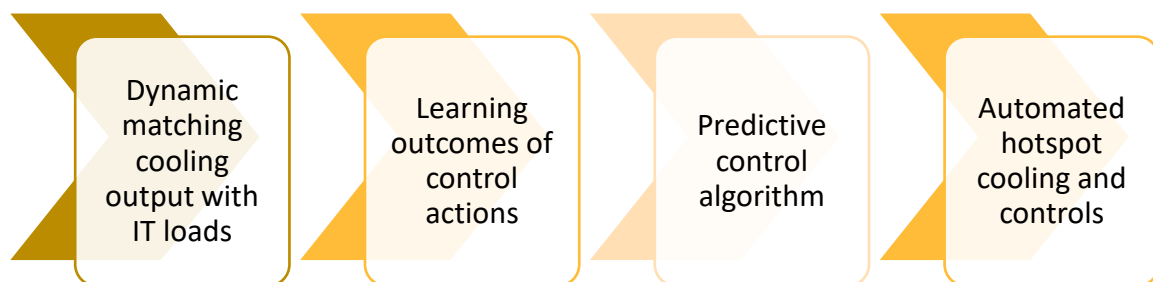 Dynamic
matching
cooling
output with
IT loads
Learning
outcomes of
control
actions
Predictive
control
algorithm
Automated
hotspot
cooling and
controls